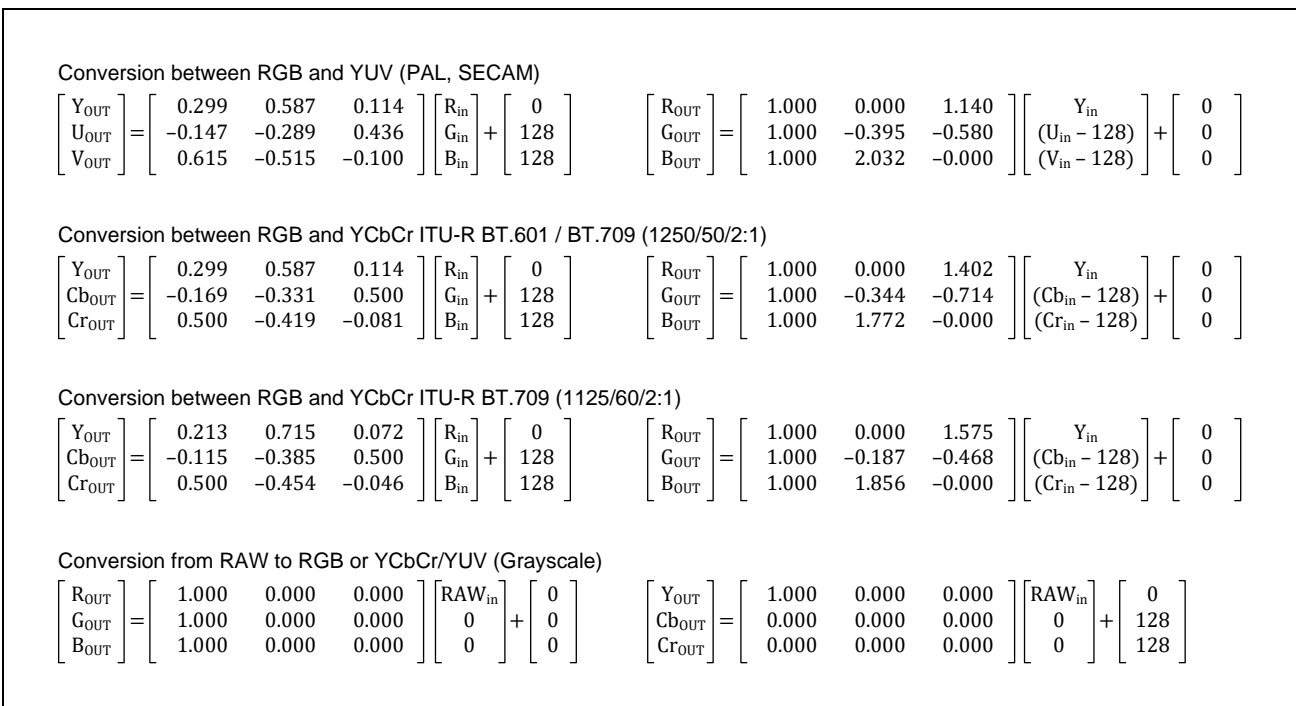 Conversion between RGB and YUV (PAL, SECAM)
[Y_OUT] = [0.299 0.587 0.114] [R_in] + [0] [R_OUT] = [1.000 0.000 1.140] [Y_in] + [0]
[U_OUT] = [–0.147 –0.289 0.436] [G_in] + [128] [G_OUT] = [1.000 –0.395 –0.580] [(U_in – 128)] + [0]
[V_OUT] = [0.615 –0.515 –0.100] [B_in] + [128] [B_OUT] = [1.000 2.032 –0.000] [(V_in – 128)] + [0]
Conversion between RGB and YCbCr ITU-R BT.601 / BT.709 (1250/50/2:1)
[Y_OUT] = [0.299 0.587 0.114] [R_in] + [0] [R_OUT] = [1.000 0.000 1.402] [Y_in] + [0]
[Cb_OUT] = [–0.169 –0.331 0.500] [G_in] + [128] [G_OUT] = [1.000 –0.344 –0.714] [(Cb_in – 128)] + [0]
[Cr_OUT] = [0.500 –0.419 –0.081] [B_in] + [128] [B_OUT] = [1.000 1.772 –0.000] [(Cr_in – 128)] + [0]
Conversion between RGB and YCbCr ITU-R BT.709 (1125/60/2:1)
[Y_OUT] = [0.213 0.715 0.072] [R_in] + [0] [R_OUT] = [1.000 0.000 1.575] [Y_in] + [0]
[Cb_OUT] = [–0.115 –0.385 0.500] [G_in] + [128] [G_OUT] = [1.000 –0.187 –0.468] [(Cb_in – 128)] + [0]
[Cr_OUT] = [0.500 –0.454 –0.046] [B_in] + [128] [B_OUT] = [1.000 1.856 –0.000] [(Cr_in – 128)] + [0]
Conversion from RAW to RGB or YCbCr/YUV (Grayscale)
[R_OUT] = [1.000 0.000 0.000] [RAW_in] + [0] [Y_OUT] = [1.000 0.000 0.000] [RAW_in] + [0]
[G_OUT] = [1.000 0.000 0.000] [0] + [0] [Cb_OUT] = [0.000 0.000 0.000] [0] + [128]
[B_OUT] = [1.000 0.000 0.000] [0] + [0] [Cr_OUT] = [0.000 0.000 0.000] [0] + [128]